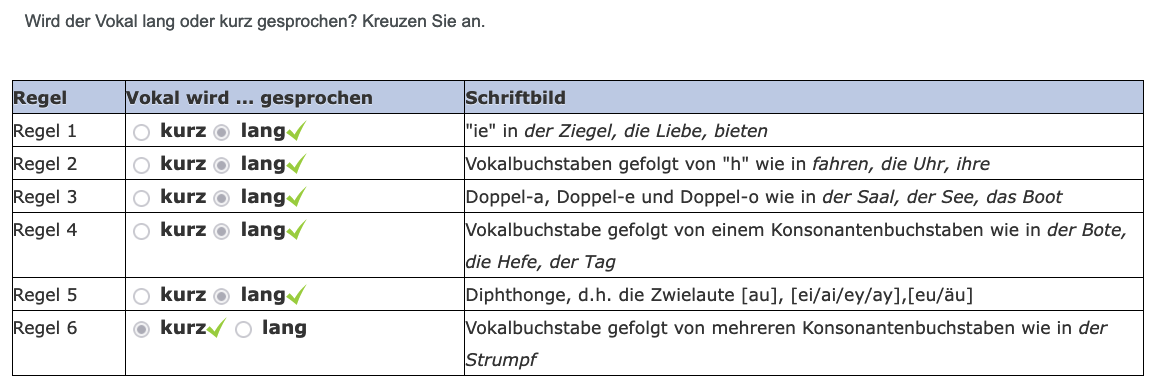 Wird der Vokal lang oder kurz gesprochen? Kreuzen Sie an.
Regel Vokal wird ... gesprochen Schriftbild
Regel 1 kurz lang "ie" in der Ziegel, die Liebe, bieten
Regel 2 kurz lang Vokalbuchstaben gefolgt von "h" wie in fahren, die Uhr, ihre
Regel 3 kurz lang Doppel-a, Doppel-e und Doppel-o wie in der Saal, der See, das Boot
Regel 4 kurz lang Vokalbuchstabe gefolgt von einem Konsonantenbuchstaben wie in der Bote,
die Hefe, der Tag
Regel 5 kurz lang Diphthonge, d.h. die Zwielaute [au], [ei/ai/ey/ay],[eu/äu]
Regel 6 kurz lang Vokalbuchstabe gefolgt von mehreren Konsonantenbuchstaben wie in der
Strumpf